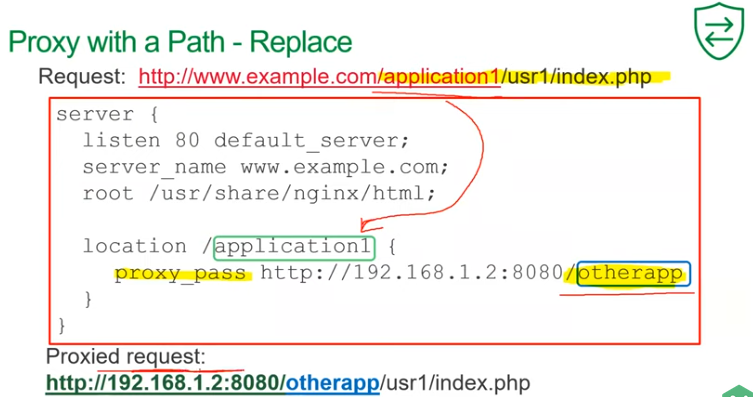 Proxy with a Path - Replace
Request: http://www.example.com/application1/usr1/index.php
server {
listen 80 default_server;
server_name www.example.com;
root /usr/share/nginx/html;
location /application1 {
proxy_pass http://192.168.1.2:8080/otherapp
}
}
Proxied request:
http://192.168.1.2:8080/otherapp/usr1/index.php